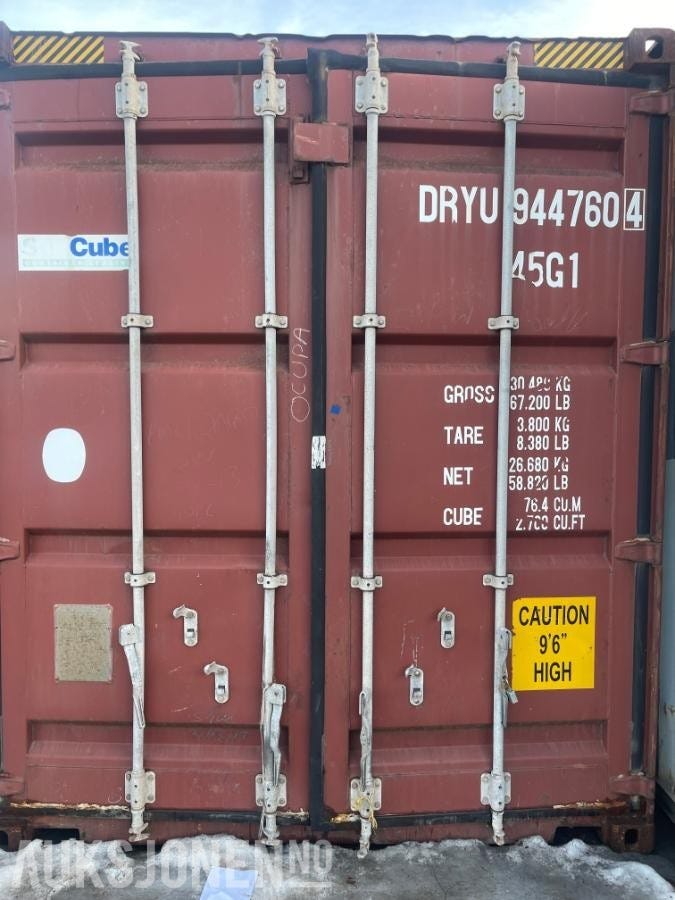 DRYU 944760 4
45G1
Cube
OCUPA
GROSS 30.480 KG
67.200 LB
TARE 3.800 KG
8.380 LB
NET 26.680 KG
58.820 LB
CUBE 76.4 CU.M
2.700 CU.FT
CAUTION
9'6"
HIGH
AUKSJONEN.NO